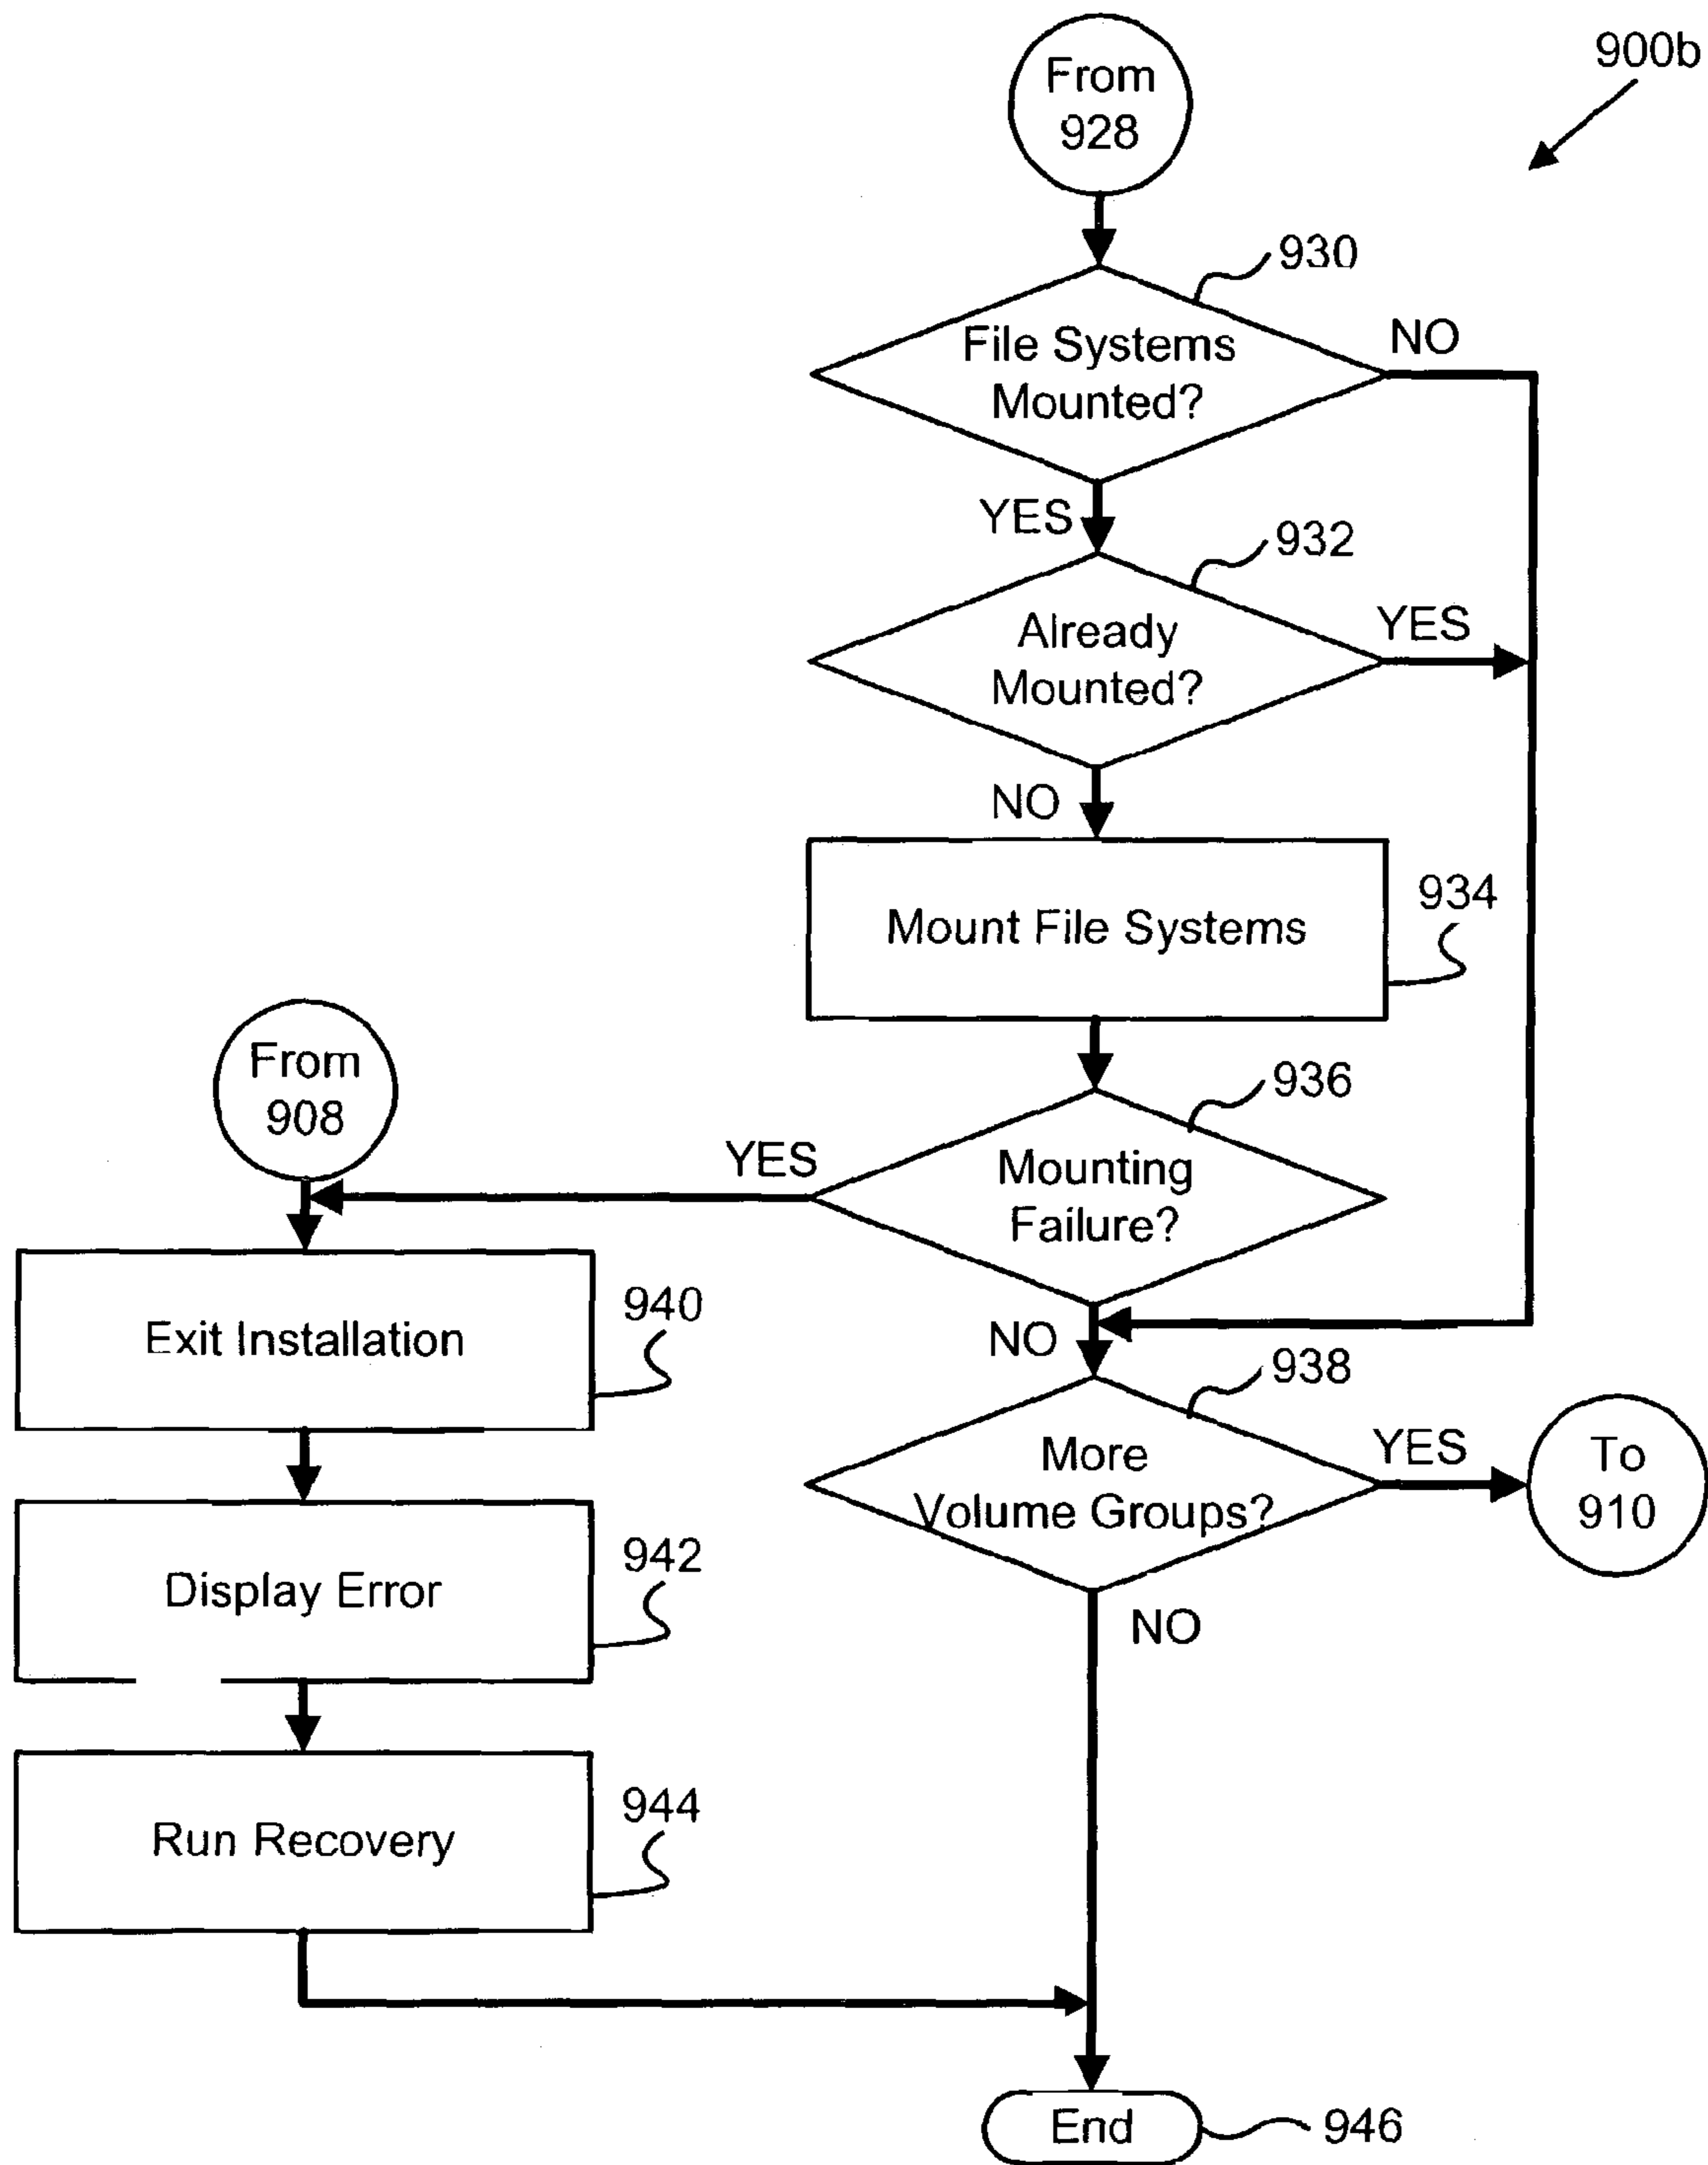 900b
From
928
930
File Systems
Mounted?
NO
YES
932
Already
Mounted?
YES
NO
934
Mount File Systems
From
908
936
Mounting
Failure?
YES
NO
940
Exit Installation
938
More
Volume Groups?
YES
To
910
NO
942
Display Error
944
Run Recovery
End
946